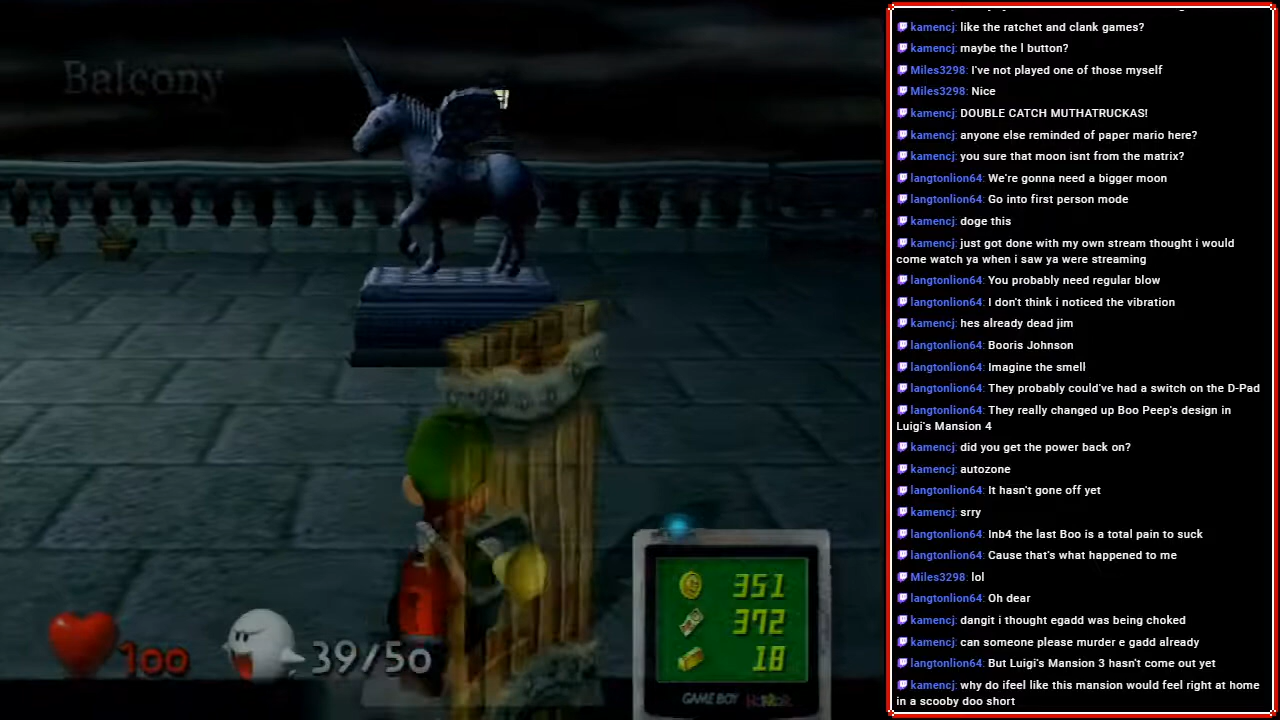 Balcony
351
372
18
100
39/50
GAME BOY HORROR
kamencj: like the ratchet and clank games?
kamencj: maybe the l button?
Miles3298: I've not played one of those myself
Miles3298: Nice
kamencj: DOUBLE CATCH MUTHATRUCKAS!
kamencj: anyone else reminded of paper mario here?
kamencj: you sure that moon isnt from the matrix?
langtonlion64: We're gonna need a bigger moon
langtonlion64: Go into first person mode
kamencj: doge this
kamencj: just got done with my own stream thought i would
come watch ya when i saw ya were streaming
langtonlion64: You probably need regular blow
langtonlion64: I don't think i noticed the vibration
kamencj: hes already dead jim
langtonlion64: Booris Johnson
langtonlion64: Imagine the smell
langtonlion64: They probably could've had a switch on the D-Pad
langtonlion64: They really changed up Boo Peep's design in
Luigi's Mansion 4
kamencj: did you get the power back on?
kamencj: autozone
langtonlion64: It hasn't gone off yet
kamencj: srry
langtonlion64: Inb4 the last Boo is a total pain to suck
langtonlion64: Cause that's what happened to me
Miles3298: lol
langtonlion64: Oh dear
kamencj: dangit i thought egadd was being choked
kamencj: can someone please murder e gadd already
langtonlion64: But Luigi's Mansion 3 hasn't come out yet
kamencj: why do ifeel like this mansion would feel right at home
in a scooby doo short